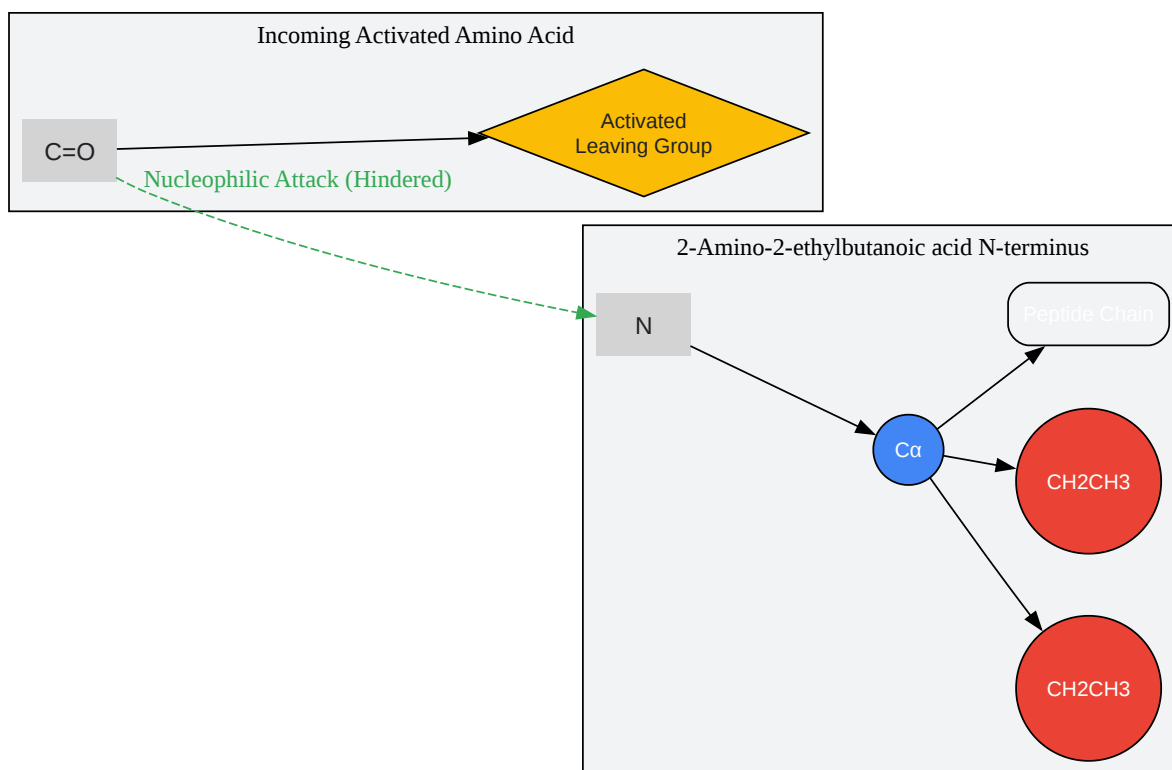 Incoming Activated Amino Acid
C=O
Activated
Leaving Group
Nucleophilic Attack (Hindered)
2-Amino-2-ethylbutanoic acid N-terminus
N
Peptide Chain
Cα
CH2CH3
CH2CH3